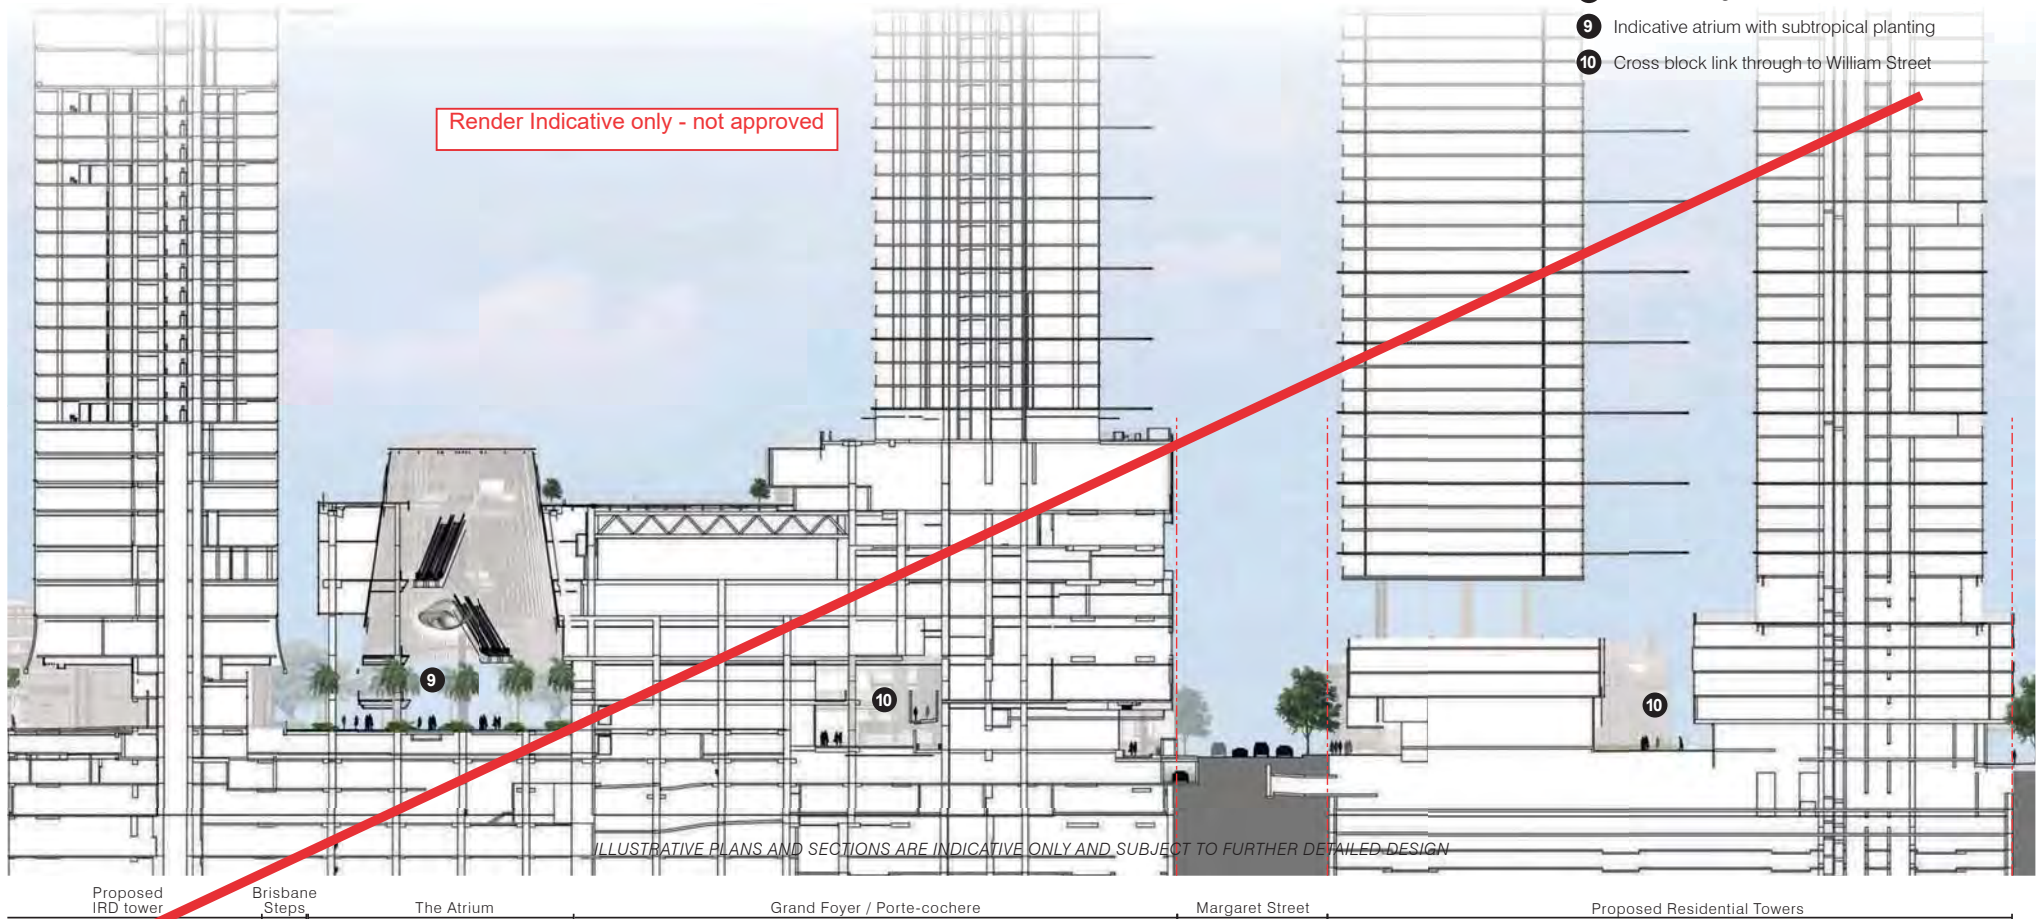 9 Indicative atrium with subtropical planting
10 Cross block link through to William Street
Render Indicative only - not approved
9
10
10
ILLUSTRATIVE PLANS AND SECTIONS ARE INDICATIVE ONLY AND SUBJECT TO FURTHER DETAILED DESIGN
Proposed
IRD tower
Brisbane
Steps
The Atrium
Grand Foyer / Porte-cochere
Margaret Street
Proposed Residential Towers